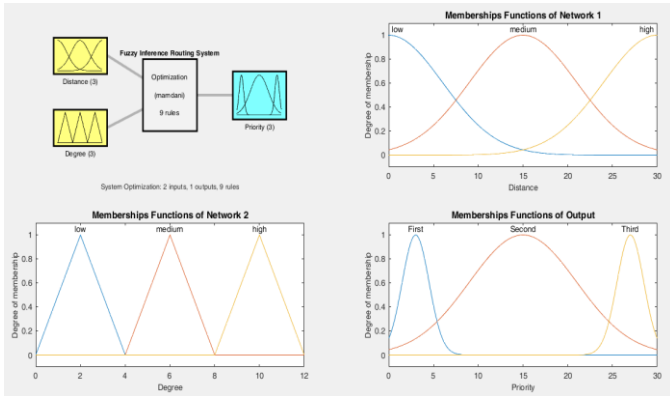 Fuzzy Inference Routing System
Distance (3)
Degree (3)
Optimization
(mamdani)
9 rules
Priority (3)
System Optimization: 2 inputs, 1 outputs, 9 rules
Memberships Functions of Network 1
low medium high
Degree of membership
1
0.8
0.6
0.4
0.2
0
0 5 10 15 20 25 30
Distance
Memberships Functions of Network 2
low medium high
Degree of membership
1
0.8
0.6
0.4
0.2
0
0 2 4 6 8 10 12
Degree
Memberships Functions of Output
First Second Third
Degree of membership
1
0.8
0.6
0.4
0.2
0
0 5 10 15 20 25 30
Priority